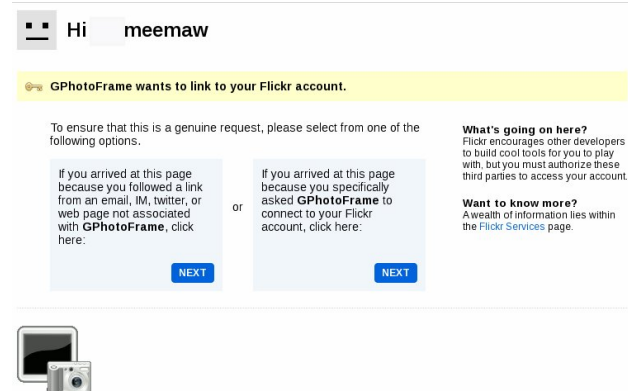 Hi meemaw
GPhotoFrame wants to link to your Flickr account.
To ensure that this is a genuine request, please select from one of the
following options.
If you arrived at this page
because you followed a link
from an email, IM, twitter, or
web page not associated
with GPhotoFrame, click
here:
NEXT
or
If you arrived at this page
because you specifically
asked GPhotoFrame to
connect to your Flickr
account, click here:
NEXT
What's going on here?
Flickr encourages other developers
to build cool tools for you to play
with, but you must authorize these
third parties to access your account.
Want to know more?
A wealth of information lies within
the Flickr Services page.